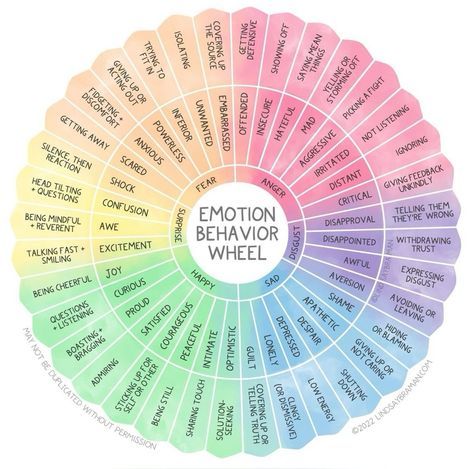 EMOTION
BEHAVIOR
WHEEL
ANGER
DISGUST
SAD
HAPPY
SURPRISE
FEAR
OFFENDED
INSECURE
HATEFUL
MAD
AGGRESSIVE
IRRITATED
DISTANT
CRITICAL
DISAPPROVAL
DISAPPOINTED
AWFUL
AVERSION
SHAME
APATHETIC
DESPAIR
DEPRESSED
LONELY
GUILT
OPTIMISTIC
INTIMATE
PEACEFUL
COURAGEOUS
SATISFIED
PROUD
CURIOUS
JOY
EXCITEMENT
AWE
CONFUSION
SHOCK
SCARED
ANXIOUS
POWERLESS
INFERIOR
UNWANTED
EMBARRASSED
GETTING
DEFENSIVE
SHOWING OFF
SAYING MEAN
THINGS
YELLING or
STORMING OFF
PICKING A FIGHT
NOT LISTENING
IGNORING
GIVING FEEDBACK
UNKINDLY
TELLING THEM
THEY'RE WRONG
WITHDRAWING
TRUST
EXPRESSING
DISGUST
AVOIDING OR
LEAVING
HIDING
OR BLAMING
GIVING UP OR
NOT CARING
SHUTTING
DOWN
LOW ENERGY
CLINGY
(OR DISMISSIVE)
COVERING UP OR
TELLING TRUTH
SOLUTION-
SEEKING
SHARING TOUCH
BEING STILL
STICKING UP FOR
SELF OR OTHER
ADMIRING
BOASTING +
BRAGGING
QUESTIONS
+ LISTENING
BEING CHEERFUL
TALKING FAST +
SMILING
BEING MINDFUL
+ REVERENT
HEAD TILTING
+ QUESTIONS
SILENCE, THEN
REACTION
GETTING AWAY
FIDGETING +
DISCOMFORT
GIVING UP OR
ACTING OUT
TRYING TO
FIT IN
ISOLATING
COVERING UP
THE SOURCE
©LINDSAYBRAMAN
MAY NOT BE DUPLICATED WITHOUT PERMISSION
©2022 LINDSAYBRAMAN.COM